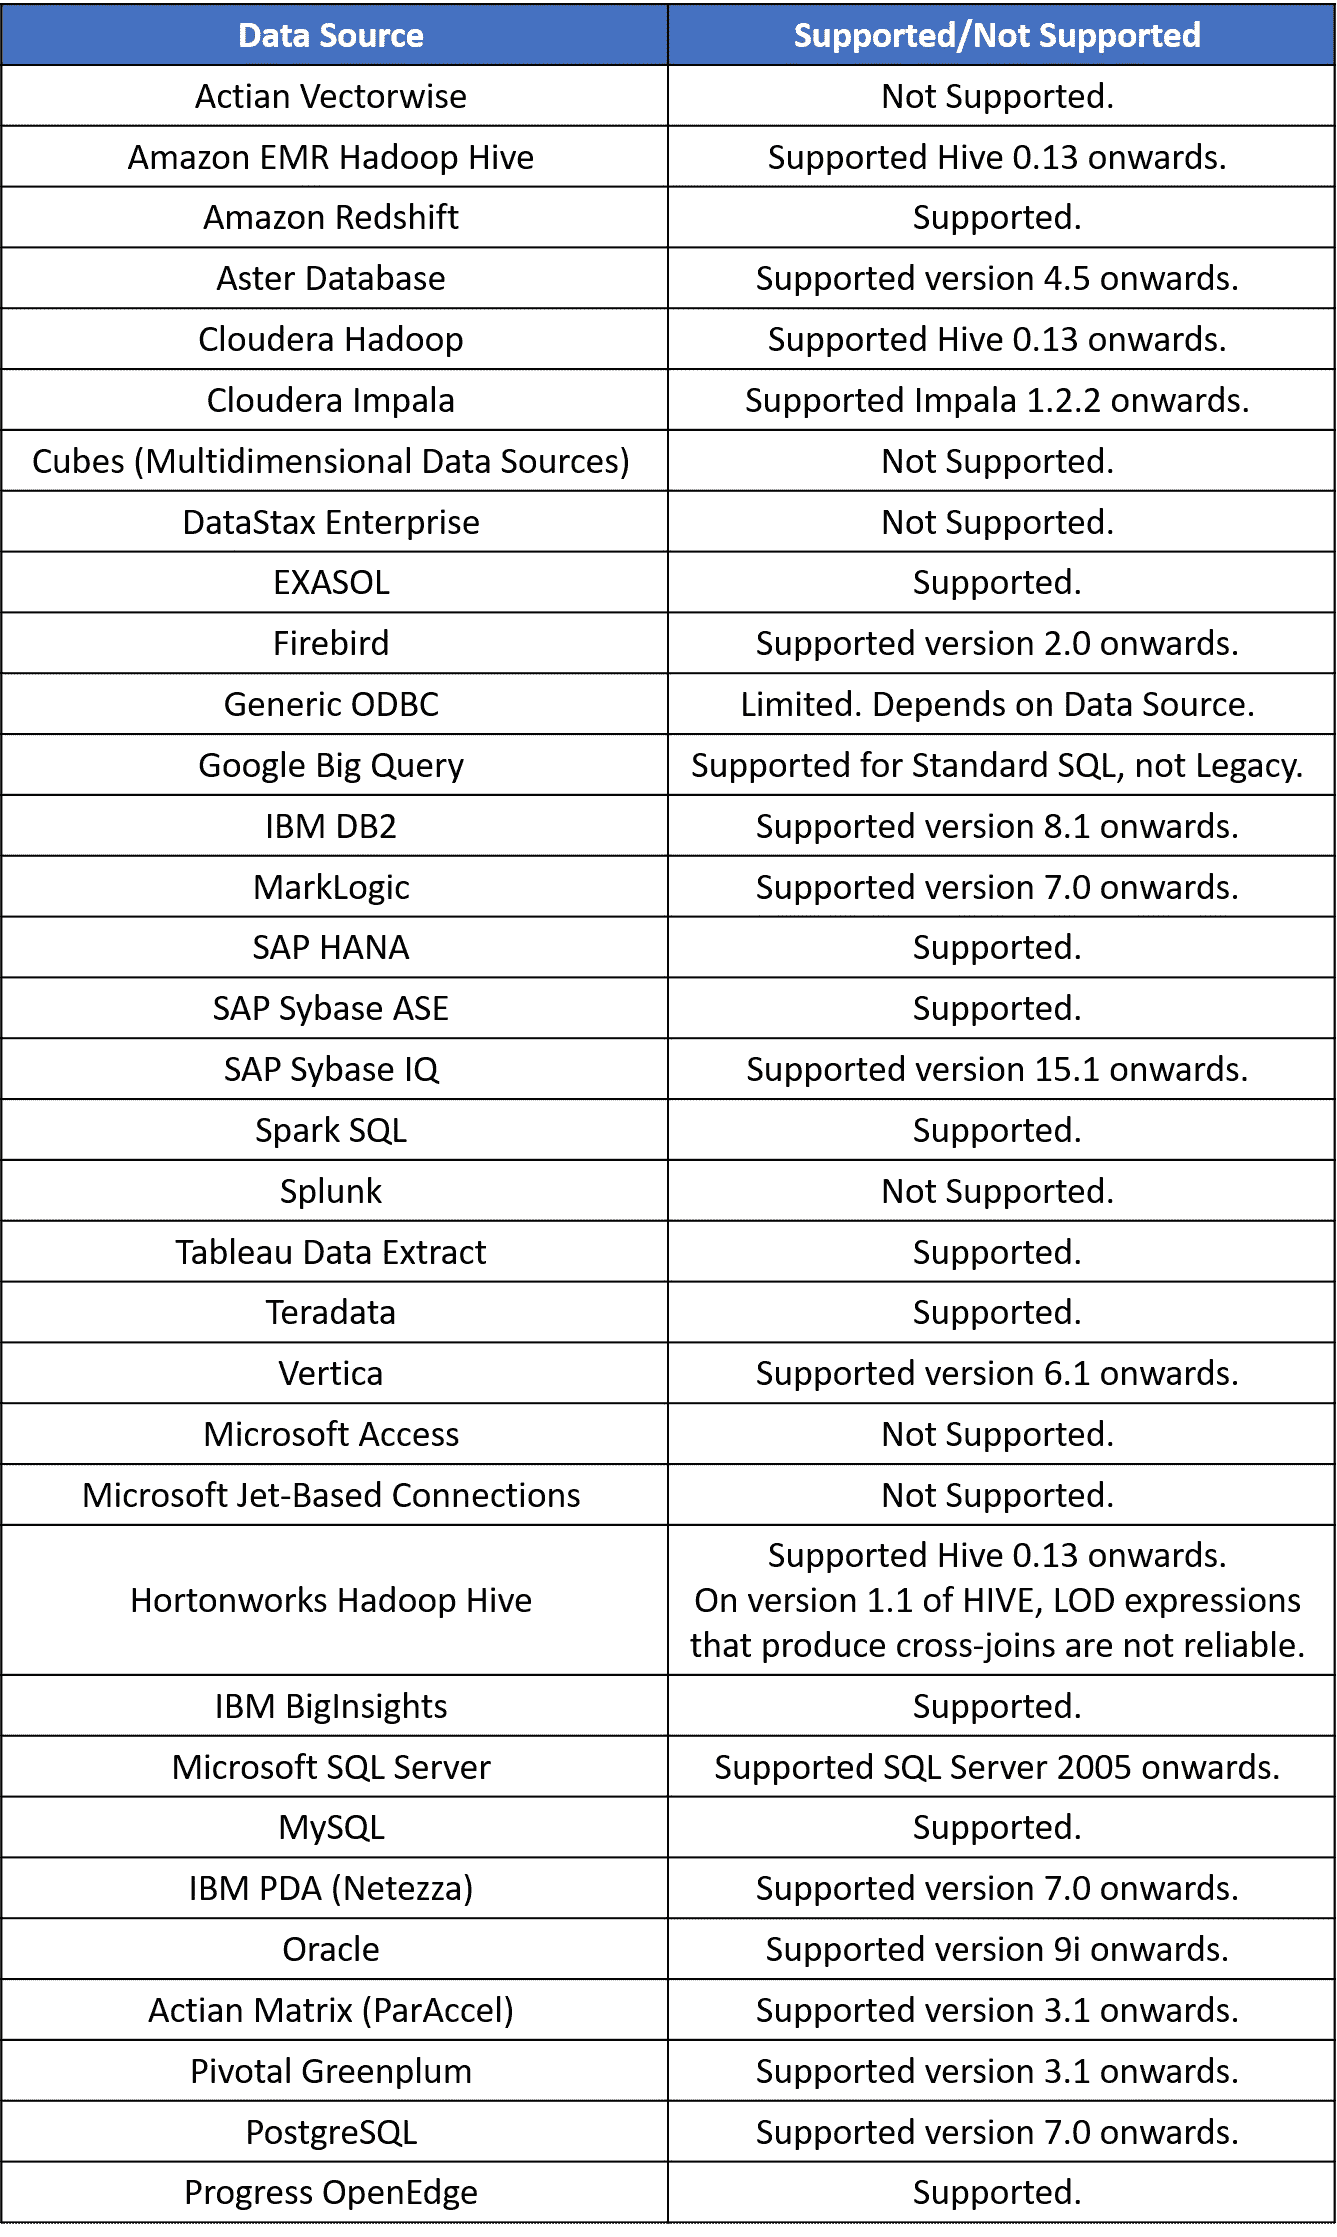 Data Source Supported/Not Supported
Actian Vectorwise Not Supported.
Amazon EMR Hadoop Hive Supported Hive 0.13 onwards.
Amazon Redshift Supported.
Aster Database Supported version 4.5 onwards.
Cloudera Hadoop Supported Hive 0.13 onwards.
Cloudera Impala Supported Impala 1.2.2 onwards.
Cubes (Multidimensional Data Sources) Not Supported.
DataStax Enterprise Not Supported.
EXASOL Supported.
Firebird Supported version 2.0 onwards.
Generic ODBC Limited. Depends on Data Source.
Google Big Query Supported for Standard SQL, not Legacy.
IBM DB2 Supported version 8.1 onwards.
MarkLogic Supported version 7.0 onwards.
SAP HANA Supported.
SAP Sybase ASE Supported.
SAP Sybase IQ Supported version 15.1 onwards.
Spark SQL Supported.
Splunk Not Supported.
Tableau Data Extract Supported.
Teradata Supported.
Vertica Supported version 6.1 onwards.
Microsoft Access Not Supported.
Microsoft Jet-Based Connections Not Supported.
Hortonworks Hadoop Hive
Supported Hive 0.13 onwards.
On version 1.1 of HIVE, LOD expressions
that produce cross-joins are not reliable.
IBM BigInsights Supported.
Microsoft SQL Server Supported SQL Server 2005 onwards.
MySQL Supported.
IBM PDA (Netezza) Supported version 7.0 onwards.
Oracle Supported version 9i onwards.
Actian Matrix (ParAccel) Supported version 3.1 onwards.
Pivotal Greenplum Supported version 3.1 onwards.
PostgreSQL Supported version 7.0 onwards.
Progress OpenEdge Supported.